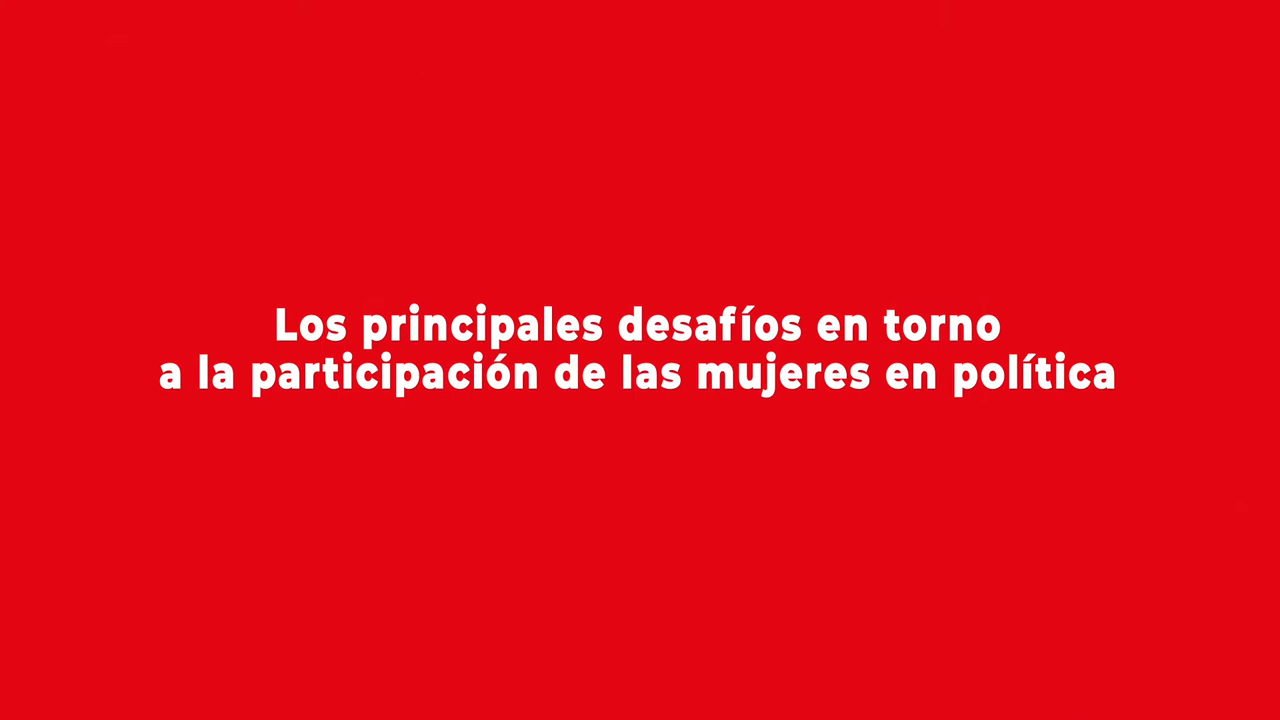 Los principales desafíos en torno
a la participación de las mujeres en política